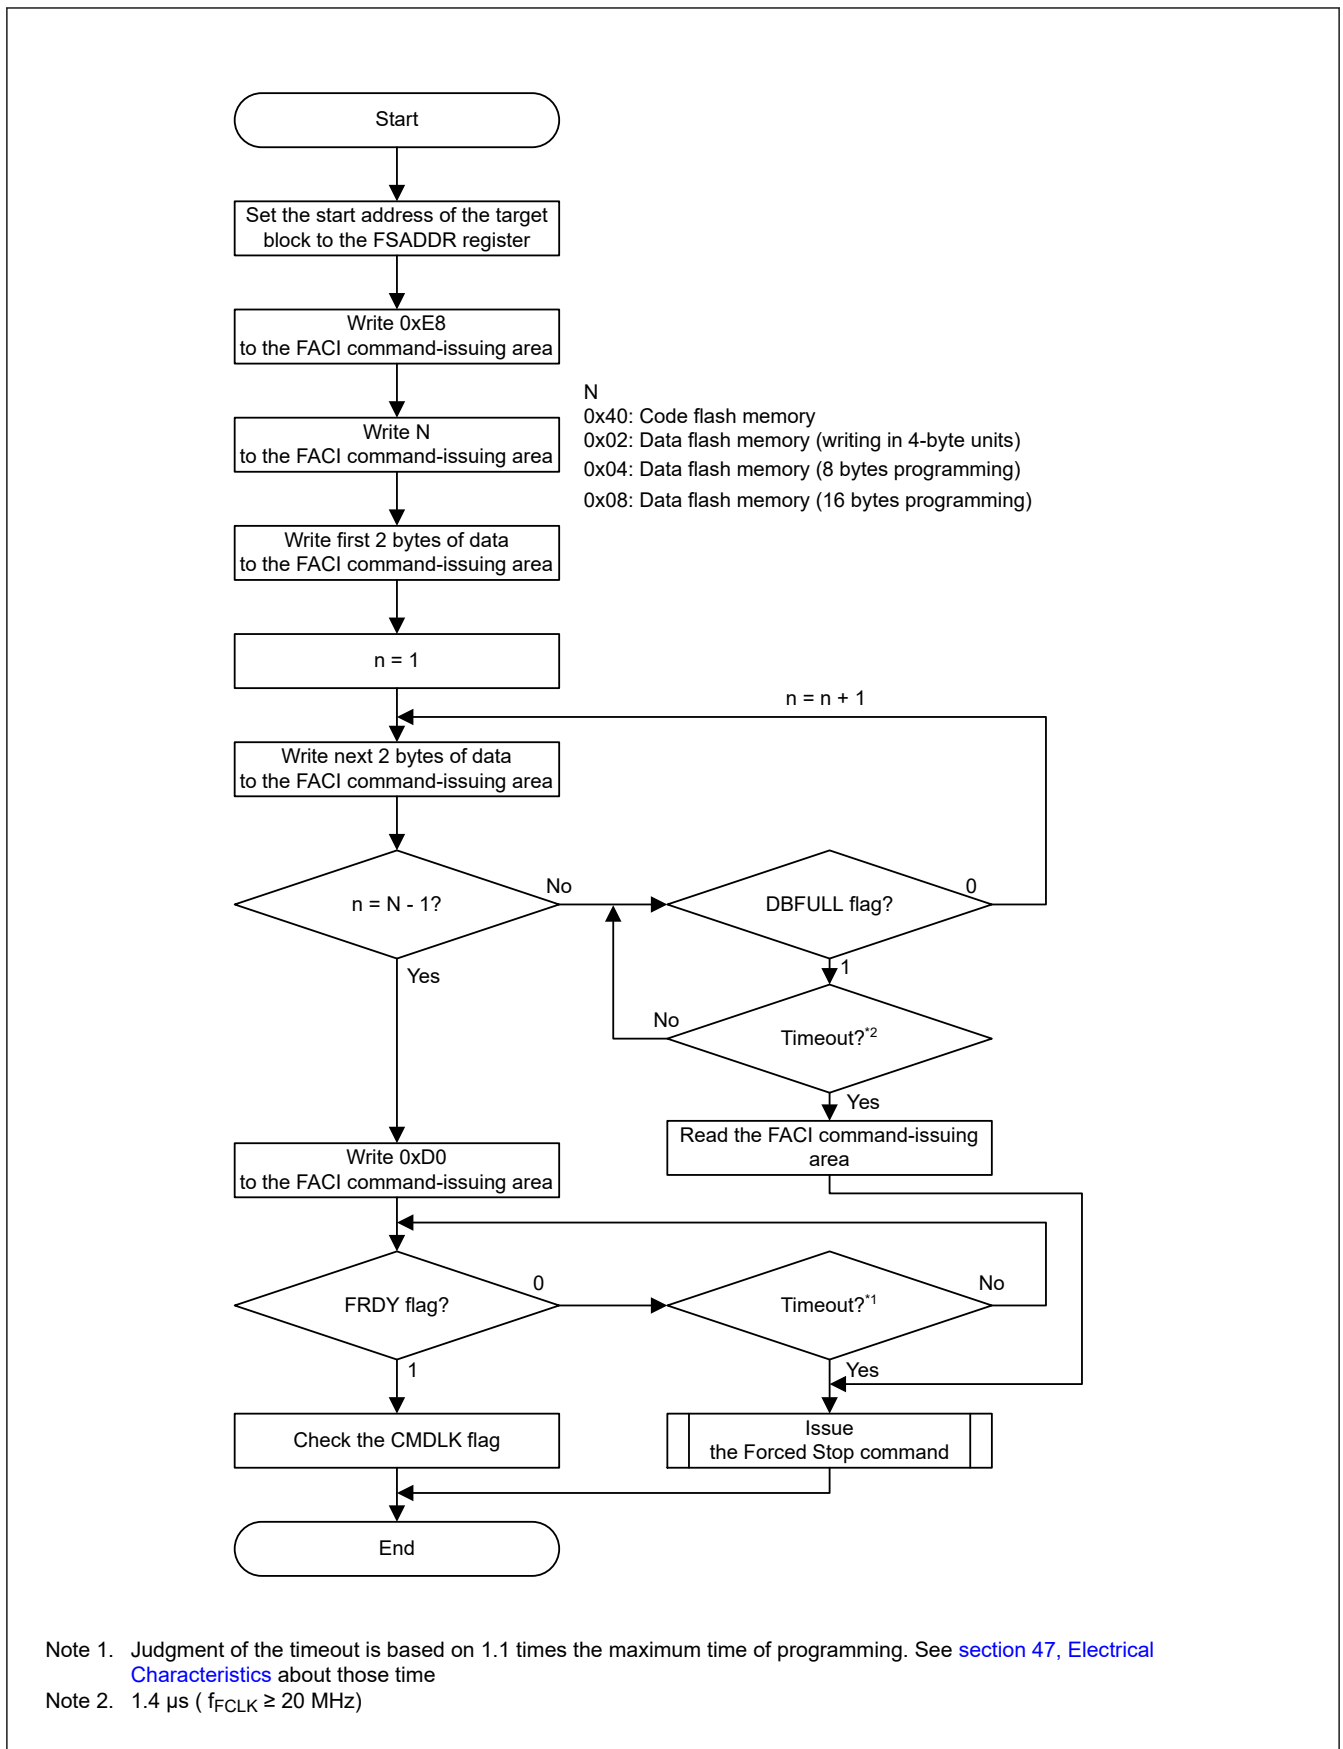 Start
Set the start address of the target
block to the FSADDR register
Write 0xE8
to the FACI command-issuing area
N
0x40: Code flash memory
0x02: Data flash memory (writing in 4-byte units)
0x04: Data flash memory (8 bytes programming)
0x08: Data flash memory (16 bytes programming)
Write N
to the FACI command-issuing area
Write first 2 bytes of data
to the FACI command-issuing area
n = 1
n = n + 1
Write next 2 bytes of data
to the FACI command-issuing area
n = N - 1?
No
DBFULL flag?
0
Yes
1
No
Timeout?*2
Yes
Read the FACI command-issuing
area
Write 0xD0
to the FACI command-issuing area
FRDY flag?
0
Timeout?*1
No
1
Yes
Check the CMDLK flag
Issue
the Forced Stop command
End
Note 1. Judgment of the timeout is based on 1.1 times the maximum time of programming. See section 47, Electrical
Characteristics about those time
Note 2. 1.4 µs ( fFCLK ≥ 20 MHz)